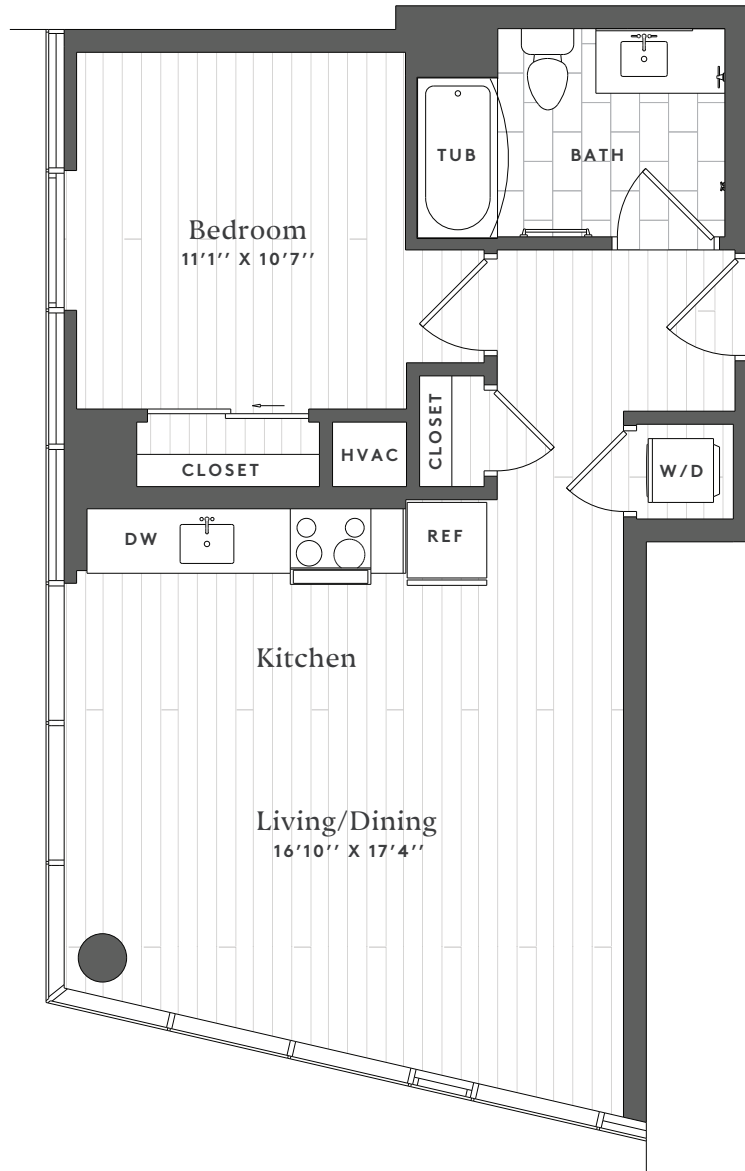 TUB
BATH
Bedroom
11'1'' X 10'7''
CLOSET
HVAC
CLOSET
W/D
DW
REF
Kitchen
Living/Dining
16'10'' X 17'4''